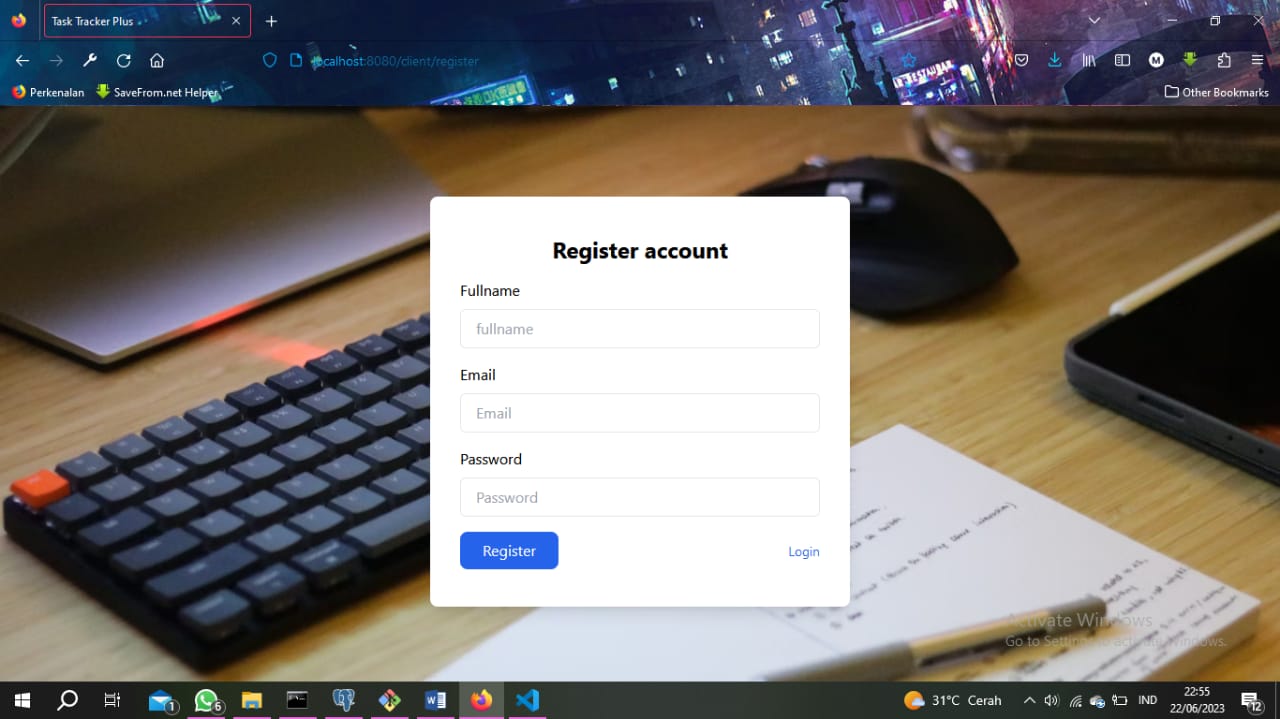 Task Tracker Plus
localhost:8080/client/register
Perkenalan
SaveFrom.net Helper
Other Bookmarks
Register account
Fullname
fullname
Email
Email
Password
Password
Register
Login
Activate Windows
Go to Settings to activate Windows.
1
6
31°C Cerah
IND
22:55
22/06/2023
12